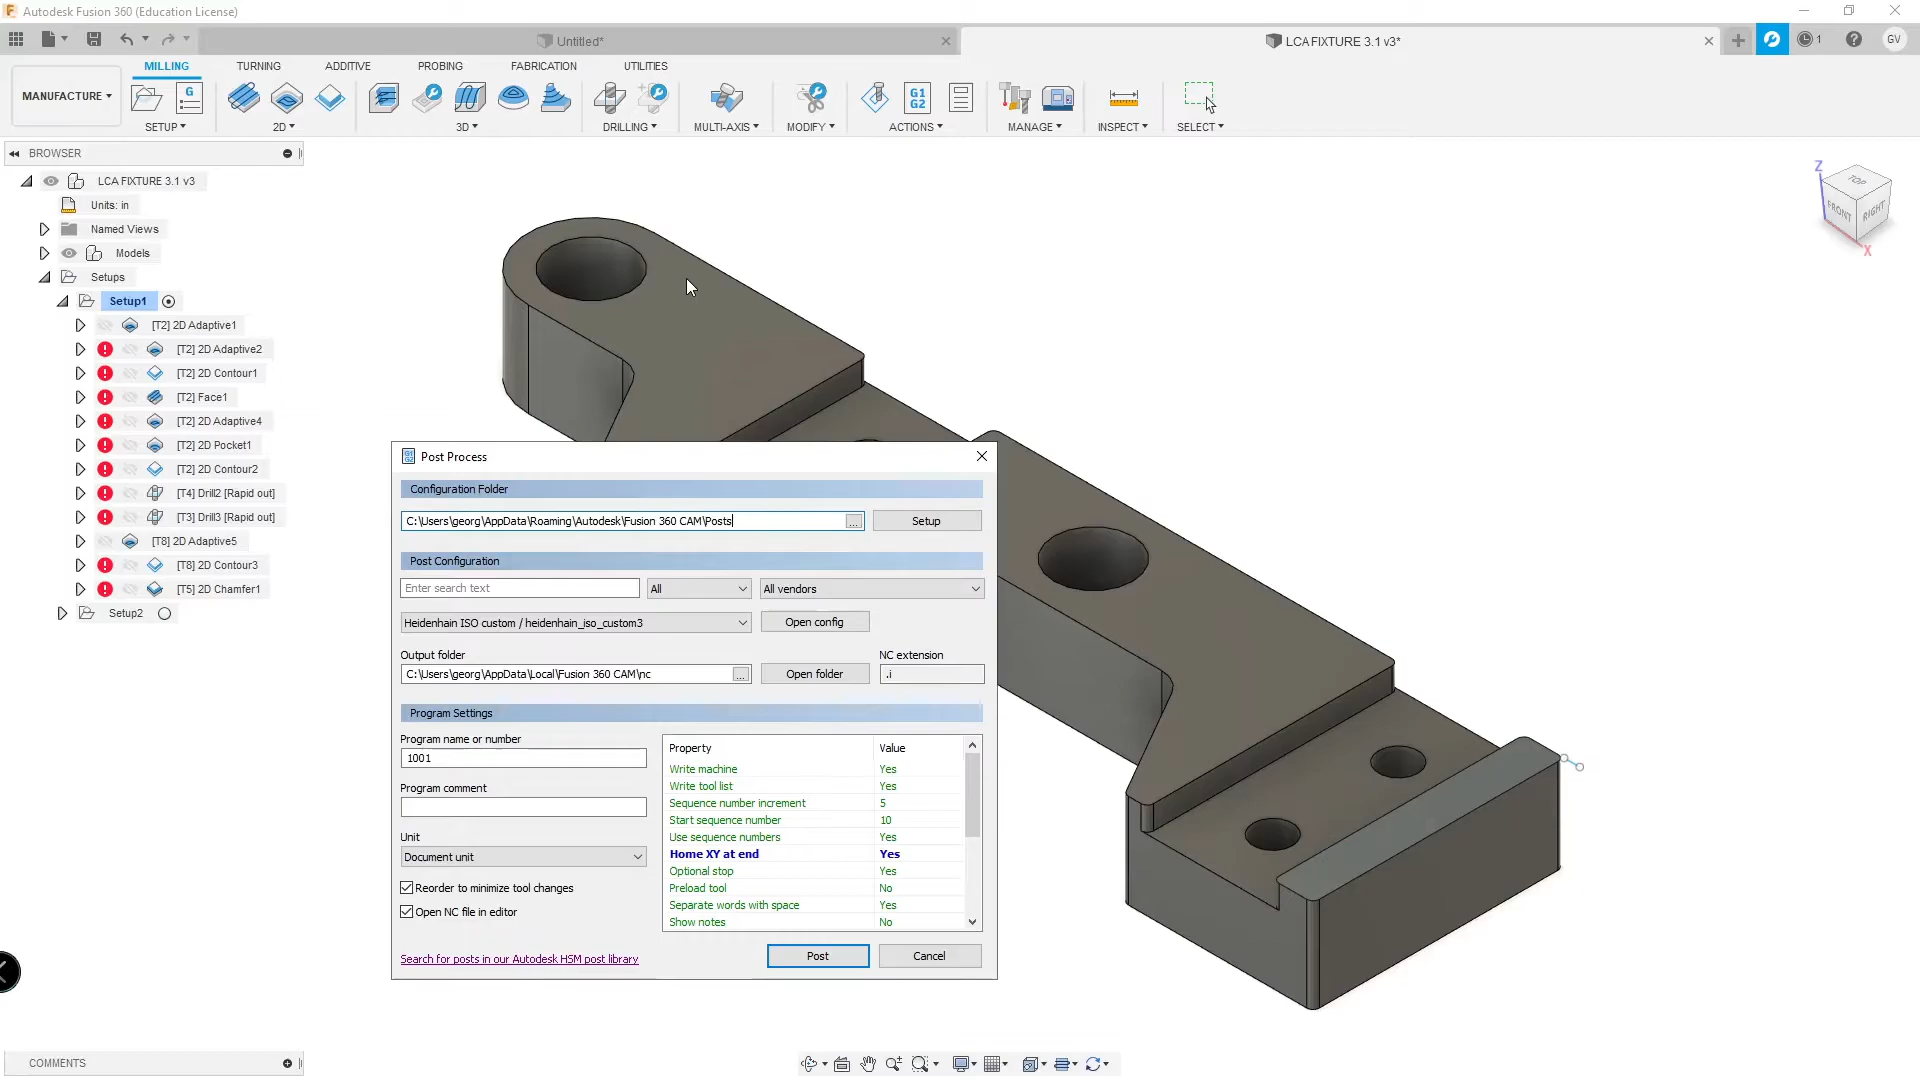 Autodesk Fusion 360 (Education License)
Untitled*
LCA FIXTURE 3.1 v3*
1
GV
MILLING
TURNING
ADDITIVE
PROBING
FABRICATION
UTILITIES
MANUFACTURE
G
G1
G2
SETUP
2D
3D
DRILLING
MULTI-AXIS
MODIFY
ACTIONS
MANAGE
INSPECT
SELECT
BROWSER
LCA FIXTURE 3.1 v3
Units: in
Named Views
Models
Setups
Setup1
[T2] 2D Adaptive1
[T2] 2D Adaptive2
[T2] 2D Contour1
[T2] Face1
[T2] 2D Adaptive4
[T2] 2D Pocket1
[T2] 2D Contour2
[T4] Drill2 [Rapid out]
[T3] Drill3 [Rapid out]
[T8] 2D Adaptive5
[T8] 2D Contour3
[T5] 2D Chamfer1
Setup2
Z
TOP
FRONT
RIGHT
X
Post Process
Configuration Folder
C:\Users\georg\AppData\Roaming\Autodesk\Fusion 360 CAM\Posts
...
Setup
Post Configuration
Enter search text
All
All vendors
Heidenhain ISO custom / heidenhain_iso_custom3
Open config
Output folder
NC extension
C:\Users\georg\AppData\Local\Fusion 360 CAM\nc
...
Open folder
.i
Program Settings
Program name or number
1001
Program comment
Unit
Document unit
Reorder to minimize tool changes
Open NC file in editor
Property Value
Write machine Yes
Write tool list Yes
Sequence number increment 5
Start sequence number 10
Use sequence numbers Yes
Home XY at end Yes
Optional stop Yes
Preload tool No
Separate words with space Yes
Show notes No
Search for posts in our Autodesk HSM post library
Post
Cancel
COMMENTS